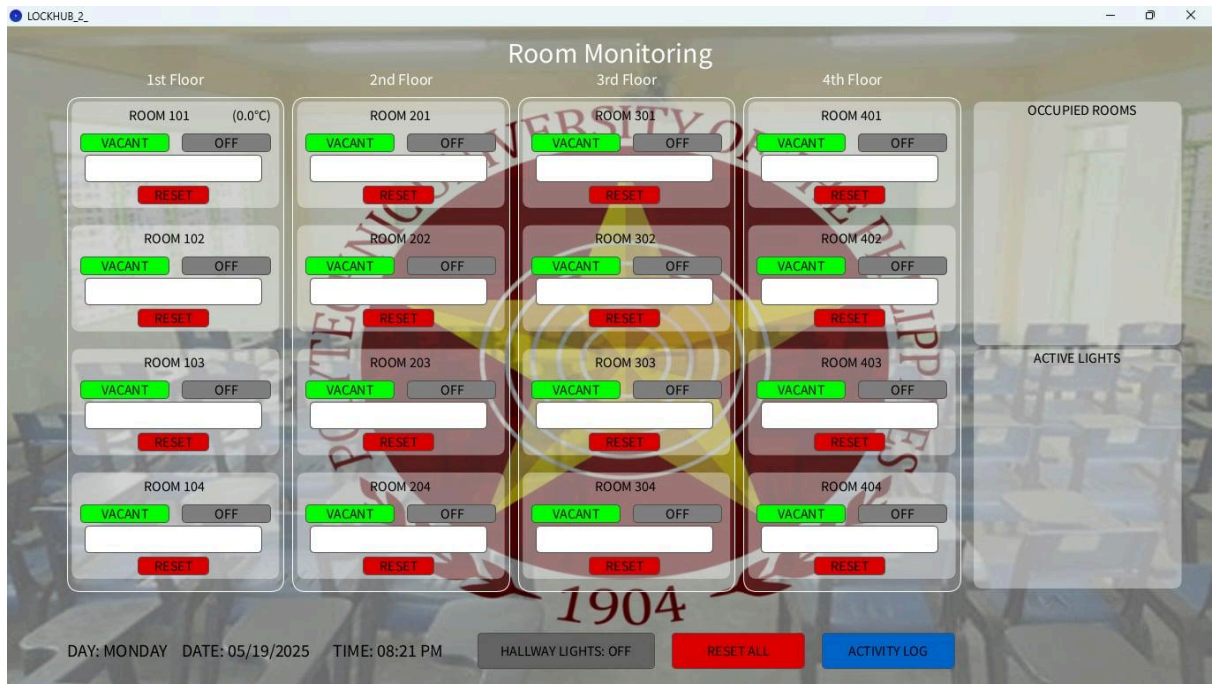 LOCKHUB_2_
Room Monitoring
1st Floor 2nd Floor 3rd Floor 4th Floor
ROOM 101 (0.0°C) ROOM 201 ROOM 301 ROOM 401 OCCUPIED ROOMS
VACANT OFF VACANT OFF VACANT OFF VACANT OFF
RESET RESET RESET RESET
ROOM 102 ROOM 202 ROOM 302 ROOM 402
VACANT OFF VACANT OFF VACANT OFF VACANT OFF
RESET RESET RESET RESET
ROOM 103 ROOM 203 ROOM 303 ROOM 403 ACTIVE LIGHTS
VACANT OFF VACANT OFF VACANT OFF VACANT OFF
RESET RESET RESET RESET
ROOM 104 ROOM 204 ROOM 304 ROOM 404
VACANT OFF VACANT OFF VACANT OFF VACANT OFF
RESET RESET RESET RESET
POLYTECHNIC UNIVERSITY OF THE PHILIPPINES
1904
DAY: MONDAY DATE: 05/19/2025 TIME: 08:21 PM HALLWAY LIGHTS: OFF RESET ALL ACTIVITY LOG